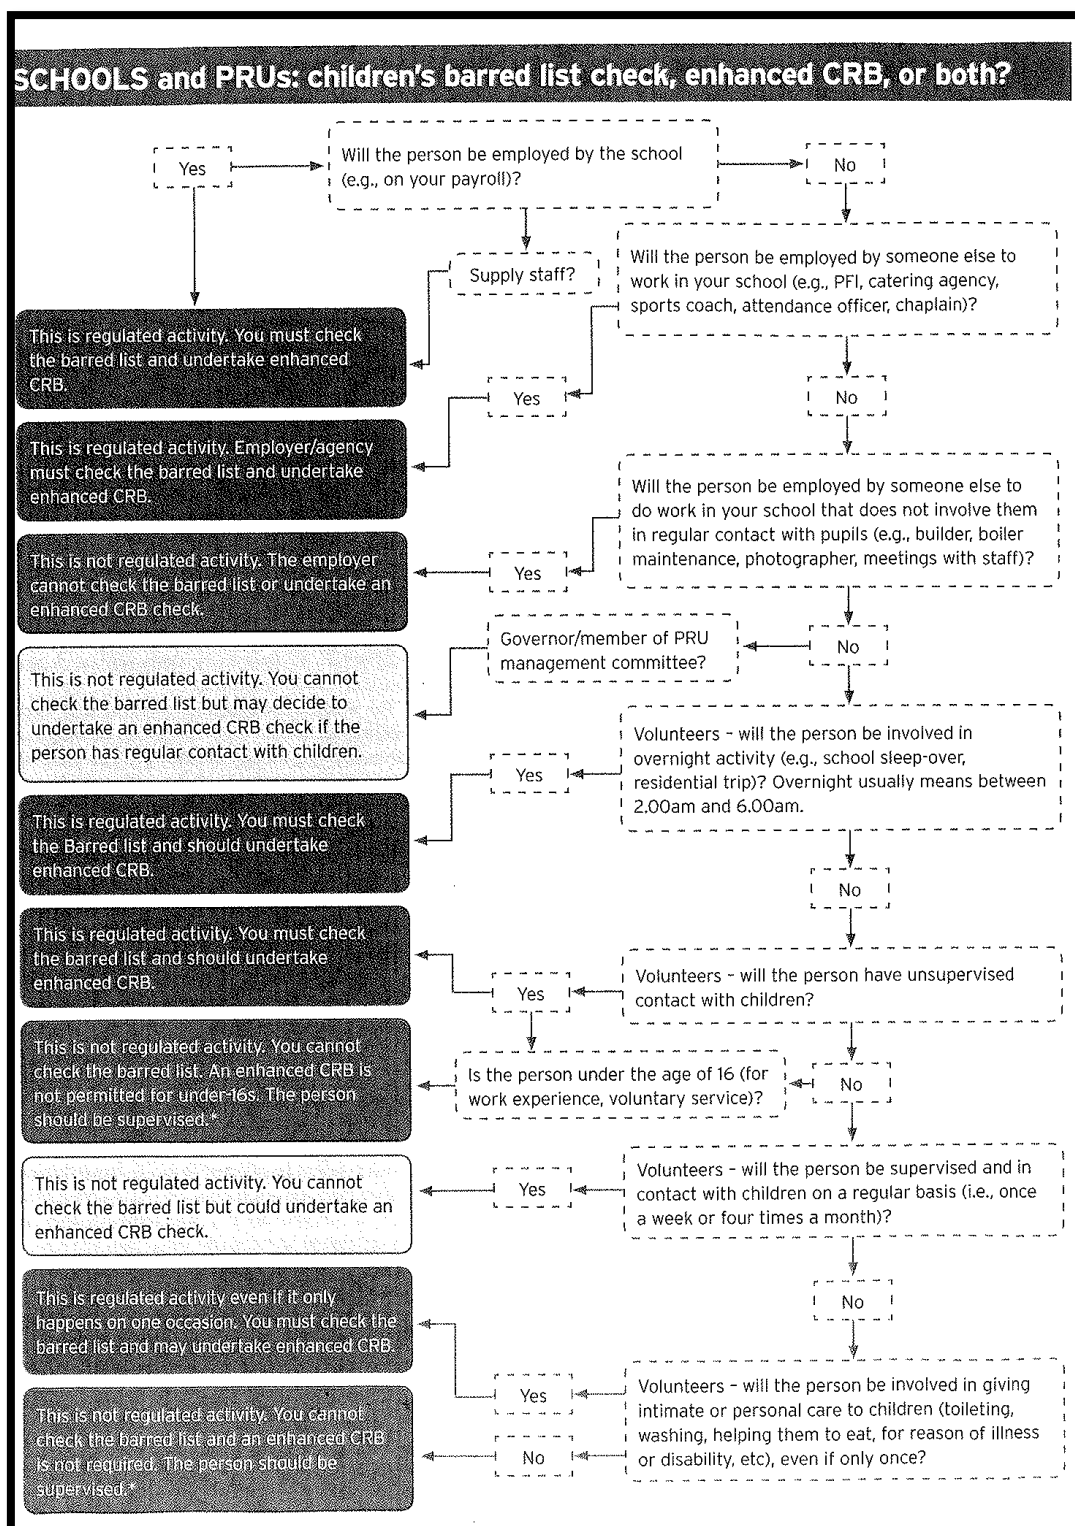 SCHOOLS and PRUs: children's barred list check, enhanced CRB, or both?
Yes
Will the person be employed by the school
(e.g., on your payroll)?
No
Supply staff?
Will the person be employed by someone else to
work in your school (e.g., PFI, catering agency,
sports coach, attendance officer, chaplain)?
This is regulated activity. You must check
the barred list and undertake enhanced
CRB.
Yes
No
This is regulated activity. Employer/agency
must check the barred list and undertake
enhanced CRB.
Will the person be employed by someone else to
do work in your school that does not involve them
in regular contact with pupils (e.g., builder, boiler
maintenance, photographer, meetings with staff)?
Yes
This is not regulated activity. The employer
cannot check the barred list or undertake an
enhanced CRB check.
No
Governor/member of PRU
management committee?
This is not regulated activity. You cannot
check the barred list but may decide to
undertake an enhanced CRB check if the
person has regular contact with children.
Volunteers - will the person be involved in
overnight activity (e.g., school sleep-over,
residential trip)? Overnight usually means between
2.00am and 6.00am.
Yes
This is regulated activity. You must check
the Barred list and should undertake
enhanced CRB.
No
This is regulated activity. You must check
the barred list and should undertake
enhanced CRB.
Yes
Volunteers - will the person have unsupervised
contact with children?
This is not regulated activity. You cannot
check the barred list. An enhanced CRB is
not permitted for under-16s. The person
should be supervised.*
Is the person under the age of 16 (for
work experience, voluntary service)?
No
This is not regulated activity. You cannot
check the barred list but could undertake an
enhanced CRB check.
Yes
Volunteers - will the person be supervised and in
contact with children on a regular basis (i.e., once
a week or four times a month)?
No
This is regulated activity even if it only
happens on one occasion. You must check the
barred list and may undertake enhanced CRB.
Yes
Volunteers - will the person be involved in giving
intimate or personal care to children (toileting,
washing, helping them to eat, for reason of illness
or disability, etc), even if only once?
No
This is not regulated activity. You cannot
check the barred list and an enhanced CRB
is not required. The person should be
supervised.*